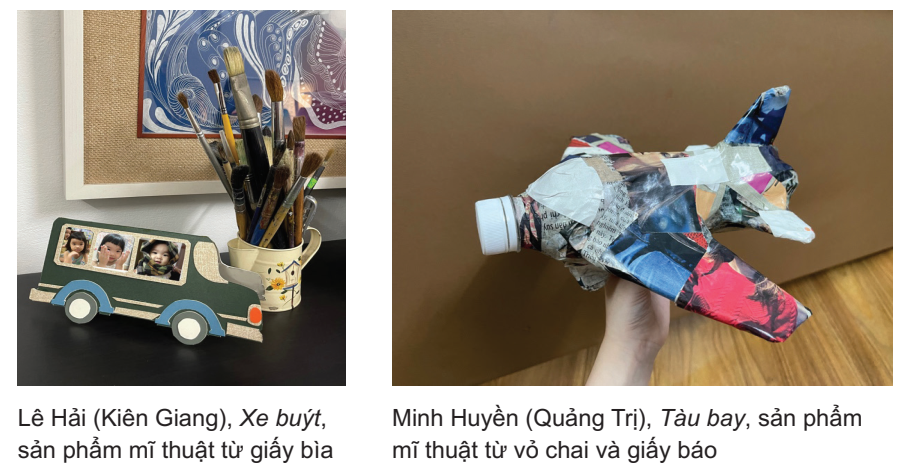 Lê Hải (Kiên Giang), Xe buýt,
sản phẩm mĩ thuật từ giấy bìa
Minh Huyền (Quảng Trị), Tàu bay, sản phẩm
mĩ thuật từ vỏ chai và giấy báo